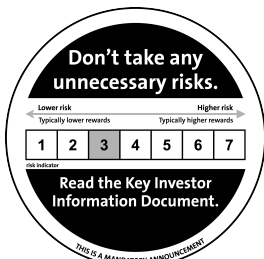 Don't take any
unnecessary risks.
Lower risk Higher risk
Typically lower rewards Typically higher rewards
1 2 3 4 5 6 7
risk indicator
Read the Key Investor
Information Document.
THIS IS A MANDATORY ANNOUNCEMENT